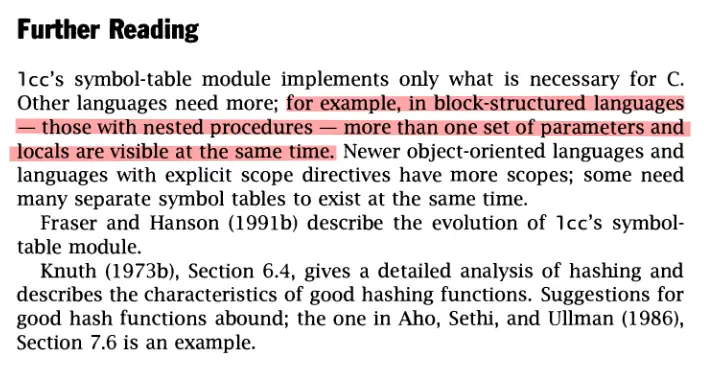 Further Reading
lcc's symbol-table module implements only what is necessary for C.
Other languages need more; for example, in block-structured languages
— those with nested procedures — more than one set of parameters and
locals are visible at the same time. Newer object-oriented languages and
languages with explicit scope directives have more scopes; some need
many separate symbol tables to exist at the same time.
Fraser and Hanson (1991b) describe the evolution of lcc's symbol-
table module.
Knuth (1973b), Section 6.4, gives a detailed analysis of hashing and
describes the characteristics of good hashing functions. Suggestions for
good hash functions abound; the one in Aho, Sethi, and Ullman (1986),
Section 7.6 is an example.